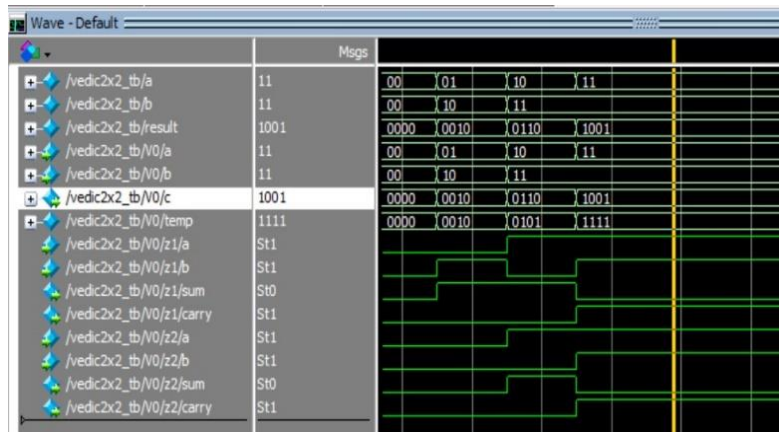 Wave - Default
Msgs
/vedic2x2_tb/a 11 00 01 10 11
/vedic2x2_tb/b 11 00 10 11
/vedic2x2_tb/result 1001 0000 0010 0110 1001
/vedic2x2_tb/V0/a 11 00 01 10 11
/vedic2x2_tb/V0/b 11 00 10 11
/vedic2x2_tb/V0/c 1001 0000 0010 0110 1001
/vedic2x2_tb/V0/temp 1111 0000 0010 0101 1111
/vedic2x2_tb/V0/z1/a St1
/vedic2x2_tb/V0/z1/b St1
/vedic2x2_tb/V0/z1/sum St0
/vedic2x2_tb/V0/z1/carry St1
/vedic2x2_tb/V0/z2/a St1
/vedic2x2_tb/V0/z2/b St1
/vedic2x2_tb/V0/z2/sum St0
/vedic2x2_tb/V0/z2/carry St1